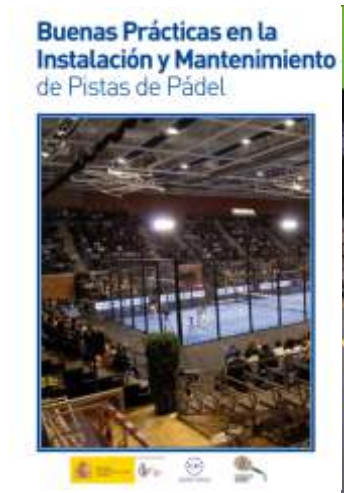 Buenas Prácticas en la
Instalación y Mantenimiento
de Pistas de Pádel